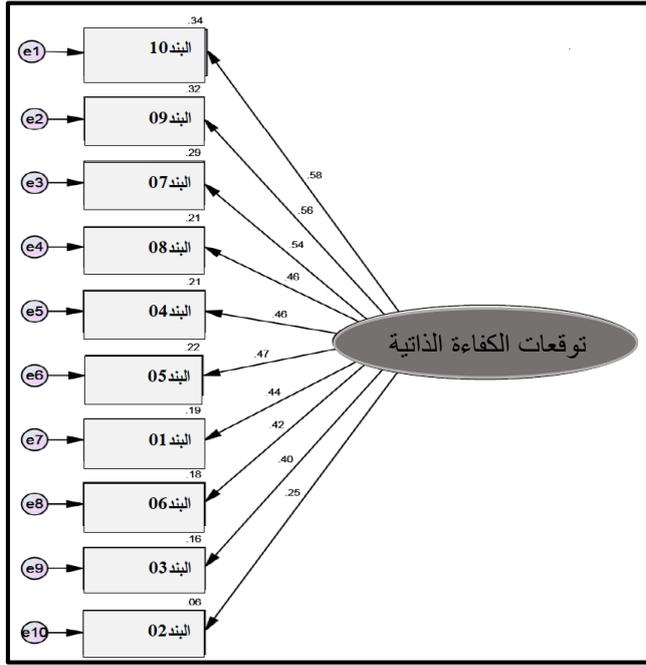 .34
e1
البند10
.32
e2
البند09
.29
e3
البند07
.21
e4
البند08
.21
e5
البند04
.22
e6
البند05
.19
e7
البند01
.18
e8
البند06
.16
e9
البند03
.06
e10
البند02
.58
.56
.54
.46
.46
.47
.44
.42
.40
.25
توقعات الكفاءة الذاتية